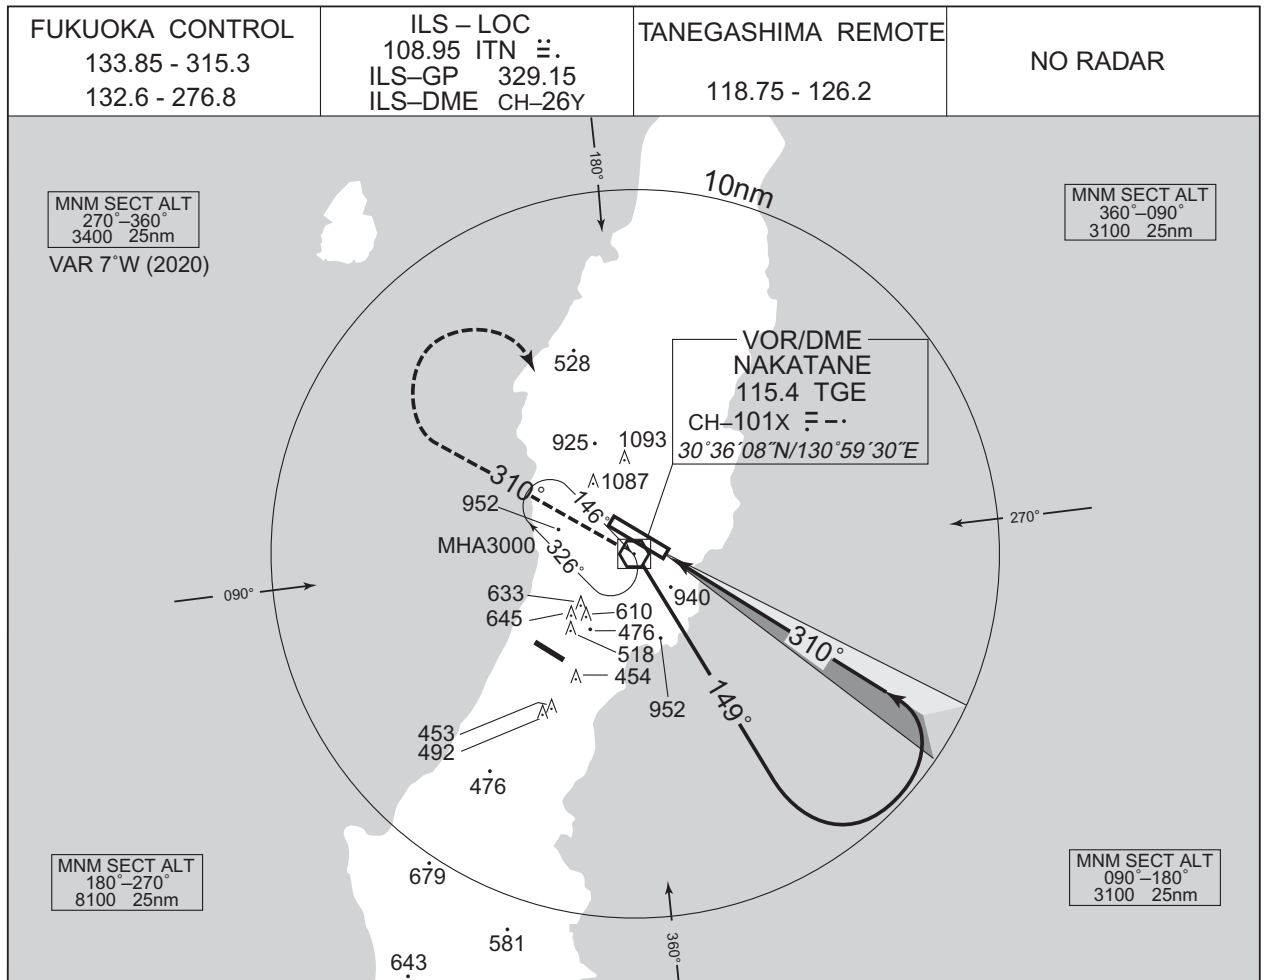 FUKUOKA CONTROL
133.85 - 315.3
132.6 - 276.8
ILS – LOC
108.95 ITN
ILS–GP 329.15
ILS–DME CH–26Y
TANEGASHIMA REMOTE
118.75 - 126.2
NO RADAR
180°
10nm
MNM SECT ALT
270°–360°
3400 25nm
VAR 7°W (2020)
MNM SECT ALT
360°–090°
3100 25nm
VOR/DME
NAKATANE
115.4 TGE
CH–101X
30°36´08˝N/130°59´30˝E
528
925
1093
1087
310°
146°
952
MHA3000
326°
270°
090°
633
645
610
476
518
454
940
952
310°
149°
453
492
476
679
581
643
MNM SECT ALT
180°–270°
8100 25nm
MNM SECT ALT
090°–180°
3100 25nm
360°